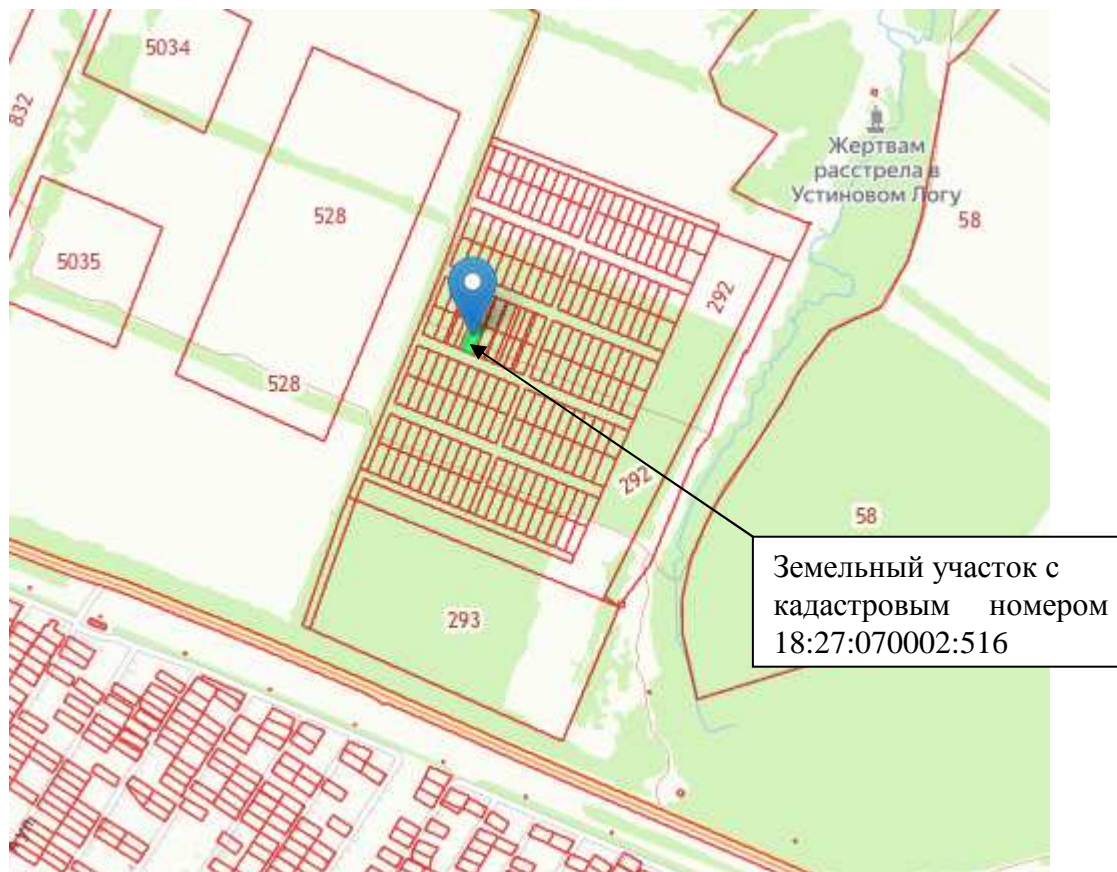 5034
832
Жертвам
расстрела в
Устиновом Логу
528
58
5035
292
528
292
58
Земельный участок с
кадастровым номером
18:27:070002:516
293